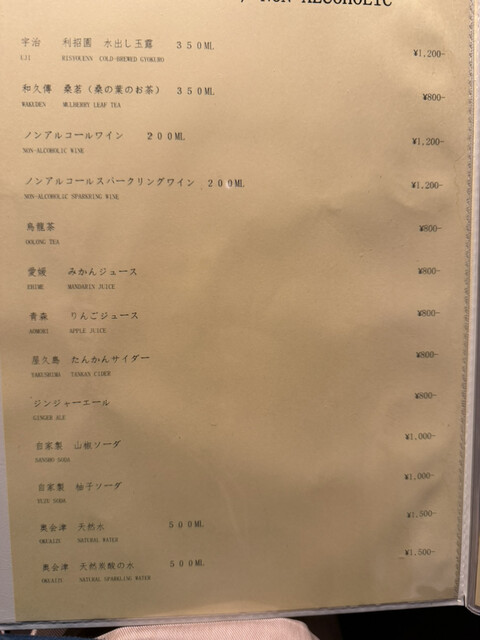 NON ALCOHOLIC
宇治 利招園 水出し玉露 350ML ¥1,200-
UJI RISYOUENN COLD-BREWED GYOKURO
和久傳 桑茗(桑の葉のお茶) 350ML ¥800-
WAKUDEN MULBERRY LEAF TEA
ノンアルコールワイン 200ML ¥1,200-
NON-ALCOHOLIC WINE
ノンアルコールスパークリングワイン 200ML ¥1,200-
NON-ALCOHOLIC SPARKRING WINE
烏龍茶 ¥800-
OOLONG TEA
愛媛 みかんジュース ¥800-
EHIME MANDARIN JUICE
青森 りんごジュース ¥800-
AOMORI APPLE JUICE
屋久島 たんかんサイダー ¥800-
YAKUSHIMA TANKAN CIDER
ジンジャーエール ¥800-
GINGER ALE
自家製 山椒ソーダ ¥1,000-
SANSHO SODA
自家製 柚子ソーダ ¥1,000-
YUZU SODA
奥会津 天然水 500ML ¥1,500-
OKUAIZU NATURAL WATER
奥会津 天然炭酸の水 500ML ¥1,500-
OKUAIZU NATURAL SPARKLING WATER